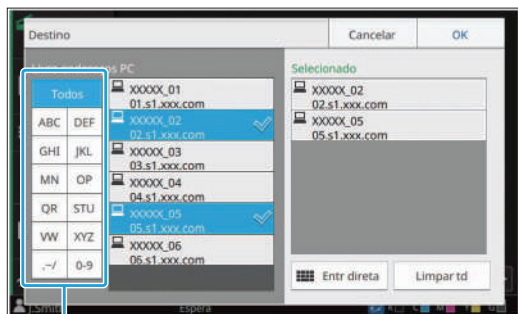 Destino
Cancelar
OK
PC
Selecionado
Todos
ABC DEF
GHI JKL
MN OP
QR STU
VW XYZ
.~/ 0-9
XXXXX_01
01.s1.xxx.com
XXXXX_02
02.s1.xxx.com
XXXXX_03
03.s1.xxx.com
XXXXX_04
04.s1.xxx.com
XXXXX_05
05.s1.xxx.com
XXXXX_06
06.s1.xxx.com
XXXXX_02
02.s1.xxx.com
XXXXX_05
05.s1.xxx.com
Entr direta
Limpar td
J.Smith
Espera
K C M Y